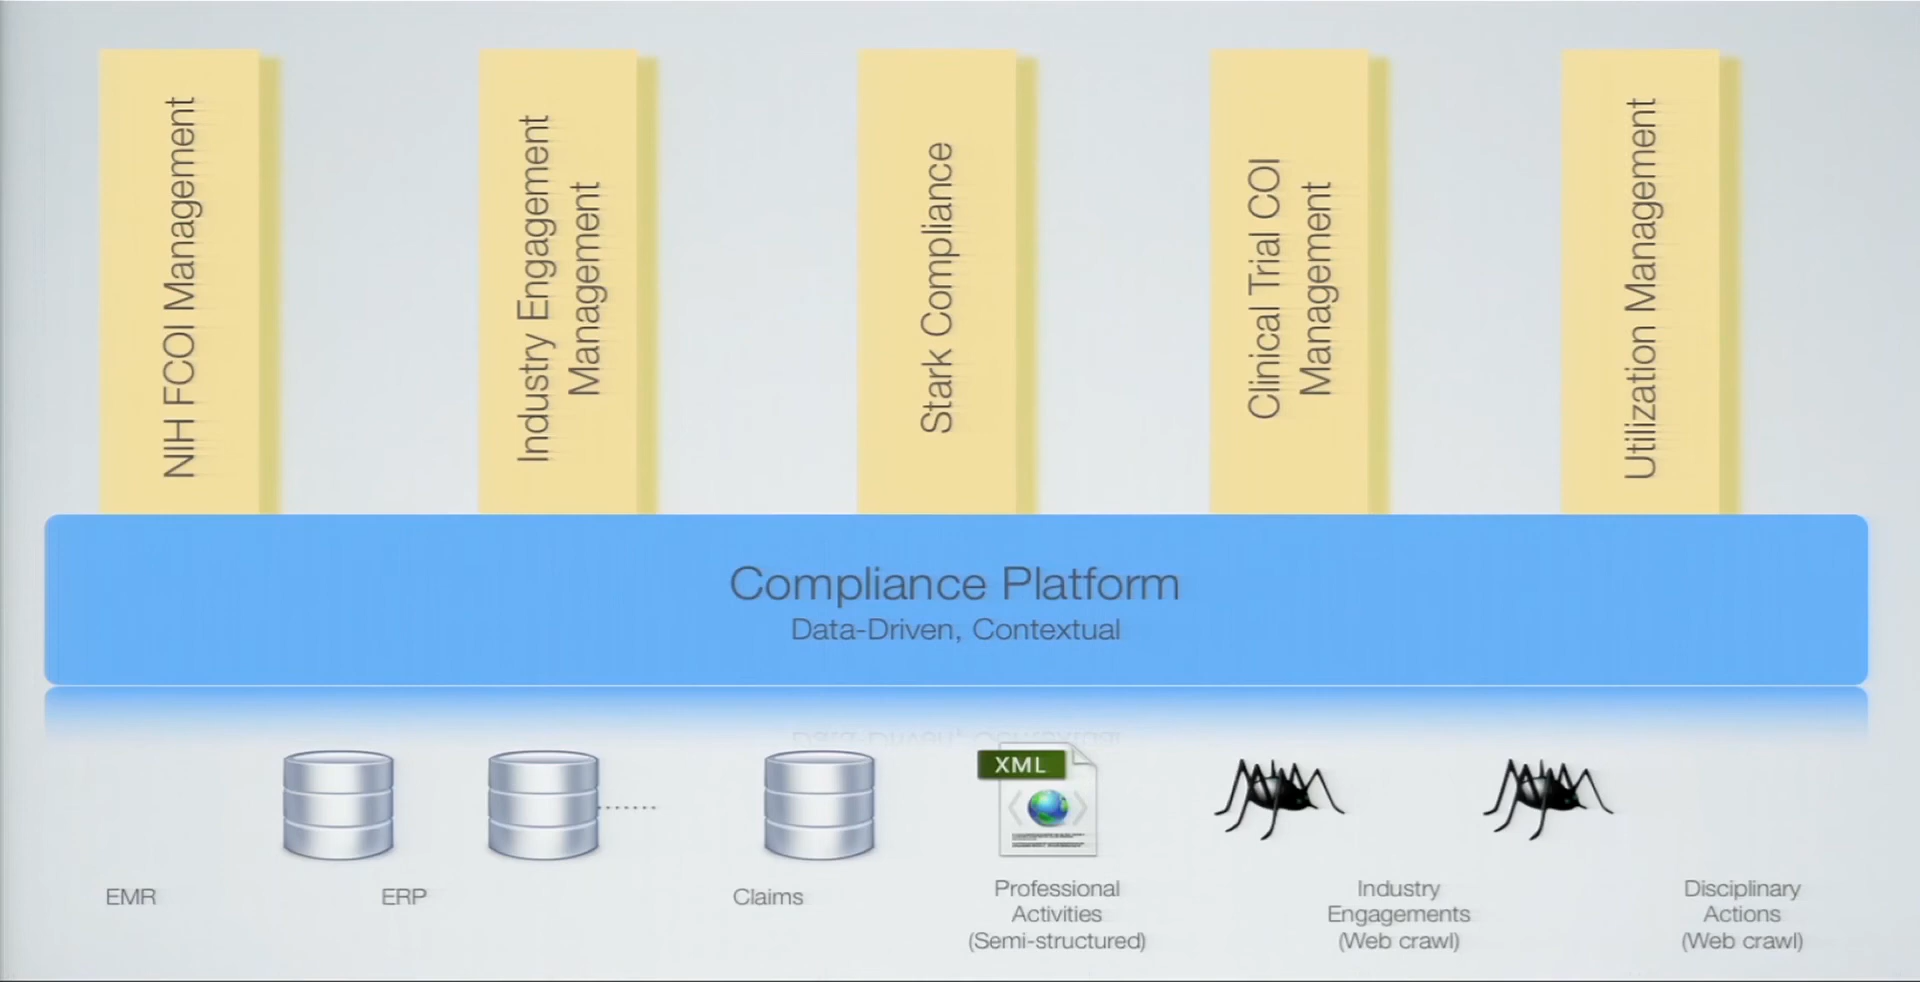 NIH FCOI Management
Industry Engagement
Management
Stark Compliance
Clinical Trial COI
Management
Utilization Management
Compliance Platform
Data-Driven, Contextual
XML
EMR
ERP
Claims
Professional
Activities
(Semi-structured)
Industry
Engagements
(Web crawl)
Disciplinary
Actions
(Web crawl)